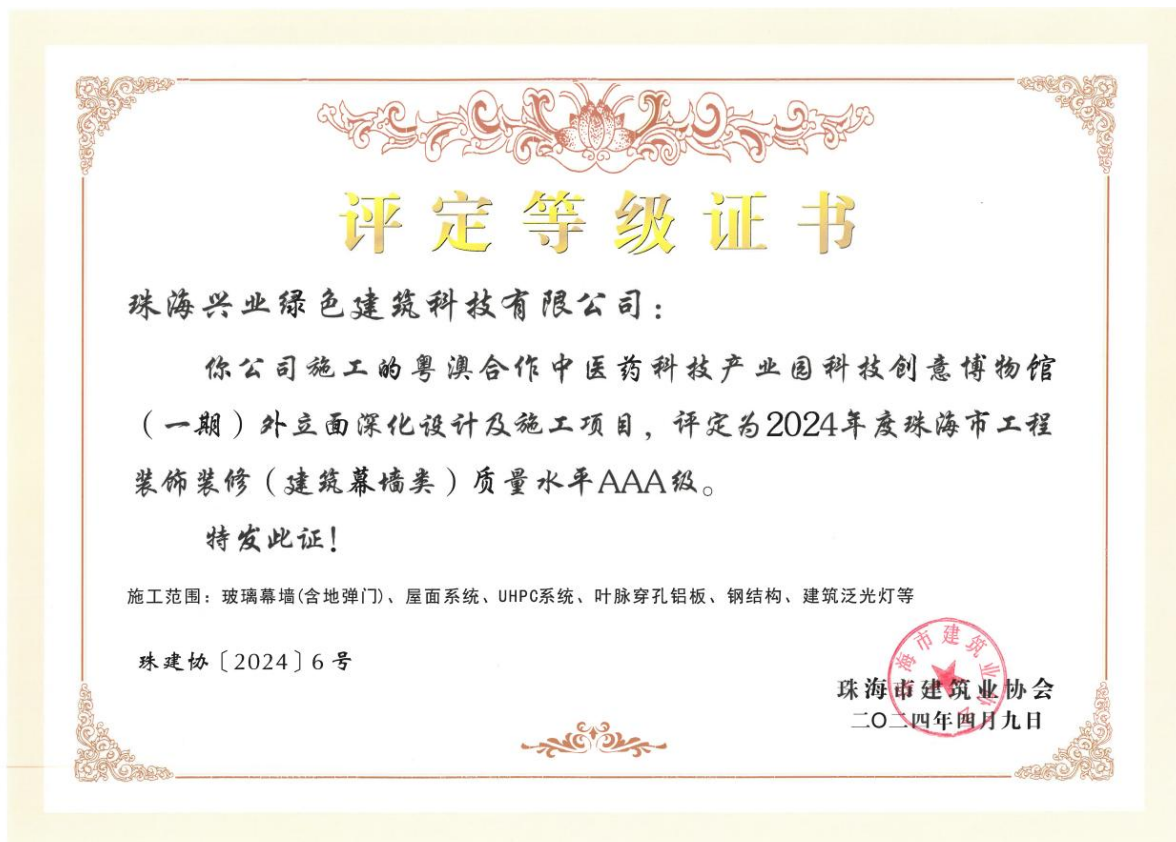 评定等级证书
珠海兴业绿色建筑科技有限公司：
你公司施工的粤澳合作中医药科技产业园科技创意博物馆
（一期）外立面深化设计及施工项目，评定为2024年度珠海市工程
装饰装修（建筑幕墙类）质量水平AAA级。
特发此证！
施工范围：玻璃幕墙(含地弹门)、屋面系统、UHPC系统、叶脉穿孔铝板、钢结构、建筑泛光灯等
珠建协〔2024〕6号
珠海市建筑业协会
二〇二四年四月九日
珠海市建筑业协会